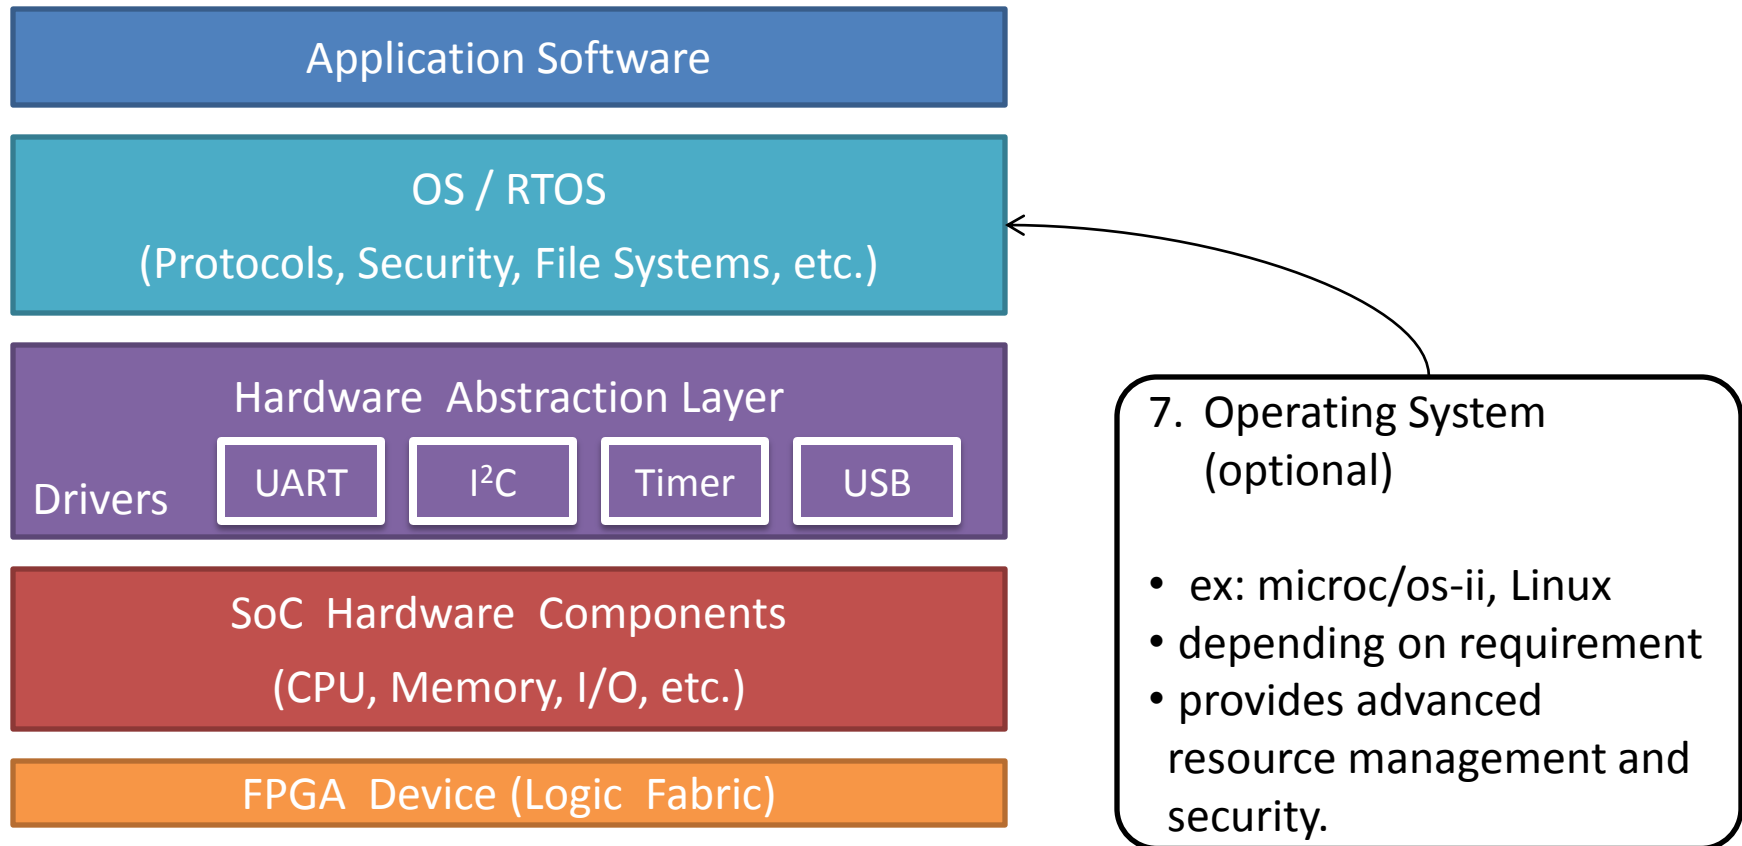 Application Software
OS / RTOS
(Protocols, Security, File Systems, etc.)
Hardware Abstraction Layer
Drivers
UART
I²C
Timer
USB
SoC Hardware Components
(CPU, Memory, I/O, etc.)
FPGA Device (Logic Fabric)
7. Operating System
(optional)
• ex: microc/os-ii, Linux
• depending on requirement
• provides advanced
resource management and
security.